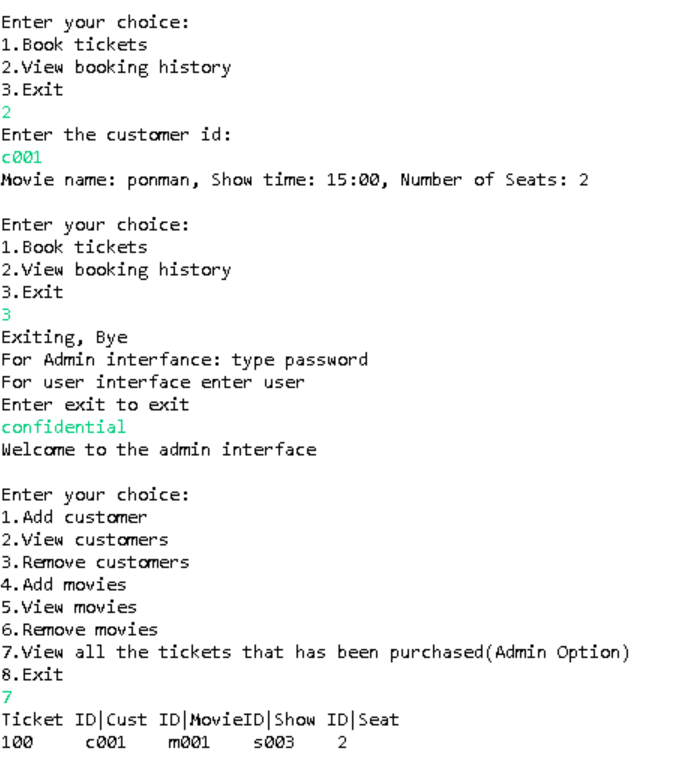 Enter your choice:
1.Book tickets
2.View booking history
3.Exit
2
Enter the customer id:
c001
Movie name: ponman, Show time: 15:00, Number of Seats: 2
Enter your choice:
1.Book tickets
2.View booking history
3.Exit
3
Exiting, Bye
For Admin interfance: type password
For user interface enter user
Enter exit to exit
confidential
Welcome to the admin interface
Enter your choice:
1.Add customer
2.View customers
3.Remove customers
4.Add movies
5.View movies
6.Remove movies
7.View all the tickets that has been purchased(Admin Option)
8.Exit
7
Ticket ID|Cust ID|MovieID|Show ID|Seat
100 c001 m001 s003 2